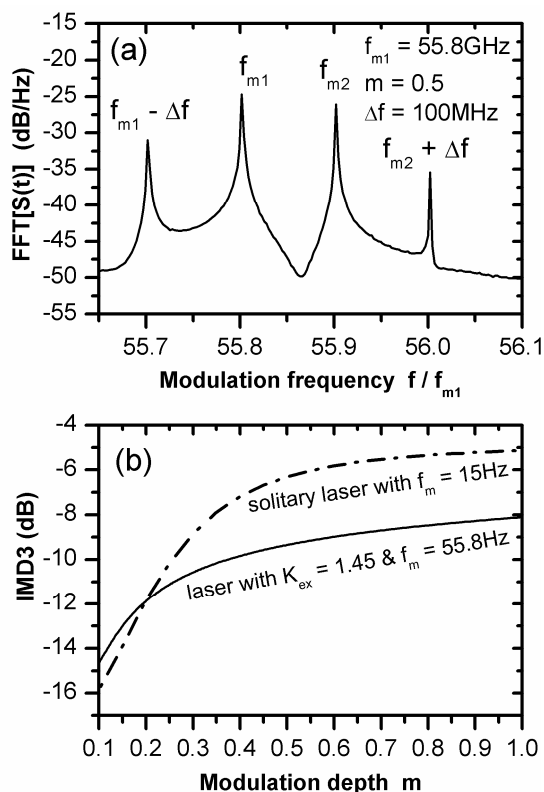 (a)
f_m1 = 55.8GHz
m = 0.5
Δf = 100MHz
f_m1 - Δf
f_m1
f_m2
f_m2 + Δf
FFT[S(t)] (dB/Hz)
-15
-20
-25
-30
-35
-40
-45
-50
-55
55.7 55.8 55.9 56.0 56.1
Modulation frequency f / f_m1
(b)
solitary laser with f_m = 15Hz
laser with K_ex = 1.45 & f_m = 55.8Hz
IMD3 (dB)
-4
-6
-8
-10
-12
-14
-16
0.1 0.2 0.3 0.4 0.5 0.6 0.7 0.8 0.9 1.0
Modulation depth m